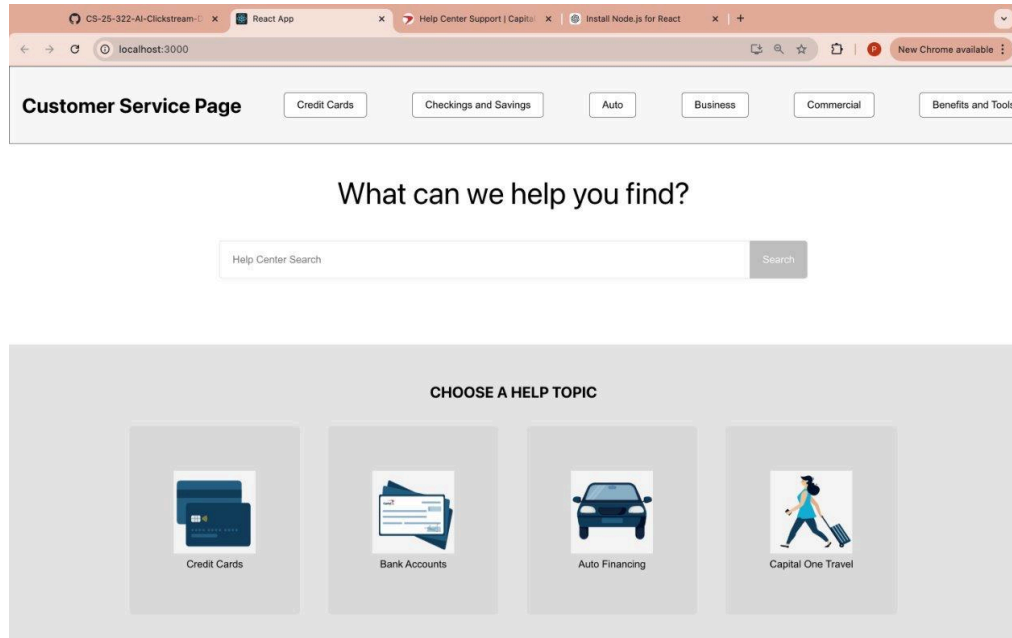 CS-25-322-AI-Clickstream-D
React App
Help Center Support | Capital
Install Node.js for React
localhost:3000
P
New Chrome available
Customer Service Page
Credit Cards
Checkings and Savings
Auto
Business
Commercial
Benefits and Tools
What can we help you find?
Help Center Search
Search
CHOOSE A HELP TOPIC
Credit Cards
Bank Accounts
Auto Financing
Capital One Travel